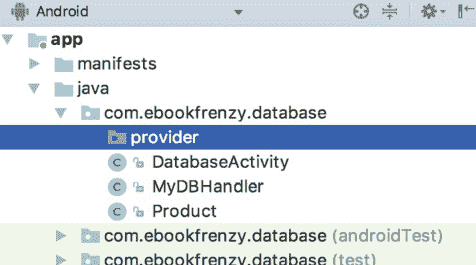 Android
app
manifests
java
com.ebookfrenzy.database
provider
C DatabaseActivity
C MyDBHandler
C Product
com.ebookfrenzy.database (androidTest)
com.ebookfrenzy.database (test)